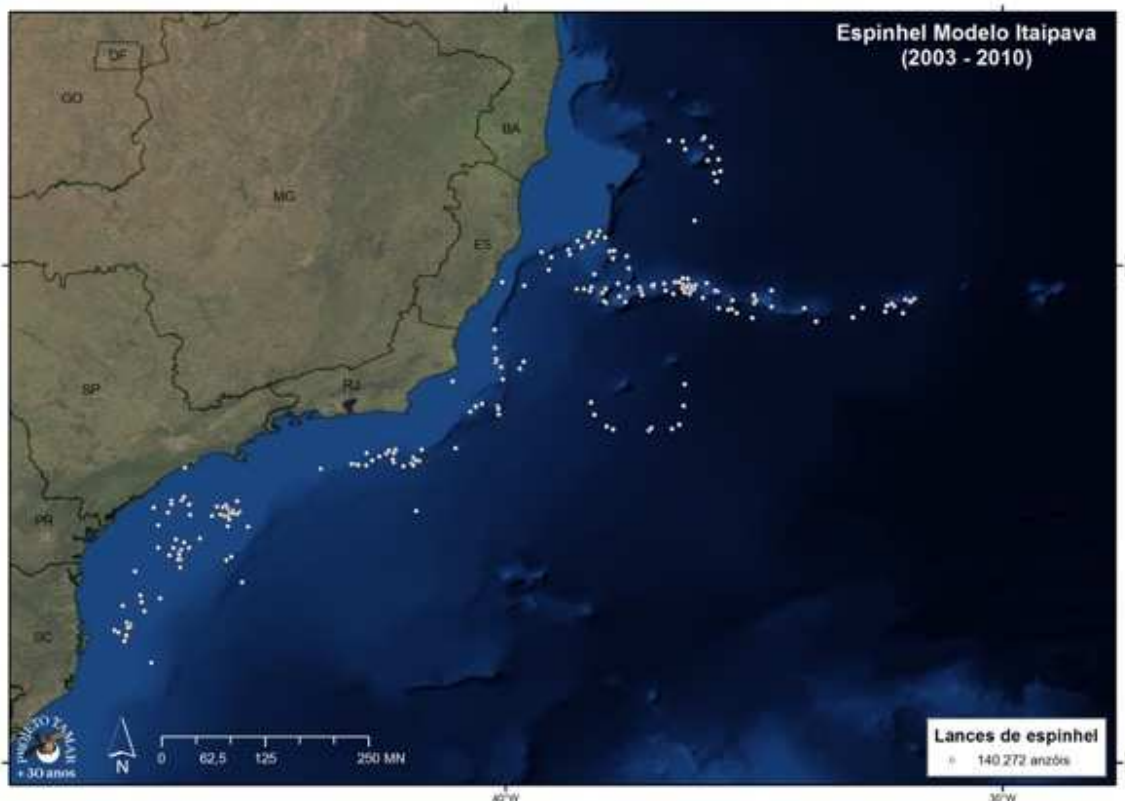 Espinhel Modelo Itaipava
(2003 - 2010)
DF
GO
BA
MG
ES
SP
RJ
PR
SC
PROJETO TAMAR
+30 anos
N
0 62,5 125 250 MN
Lances de espinhel
140.272 anzóis
40°W
30°W